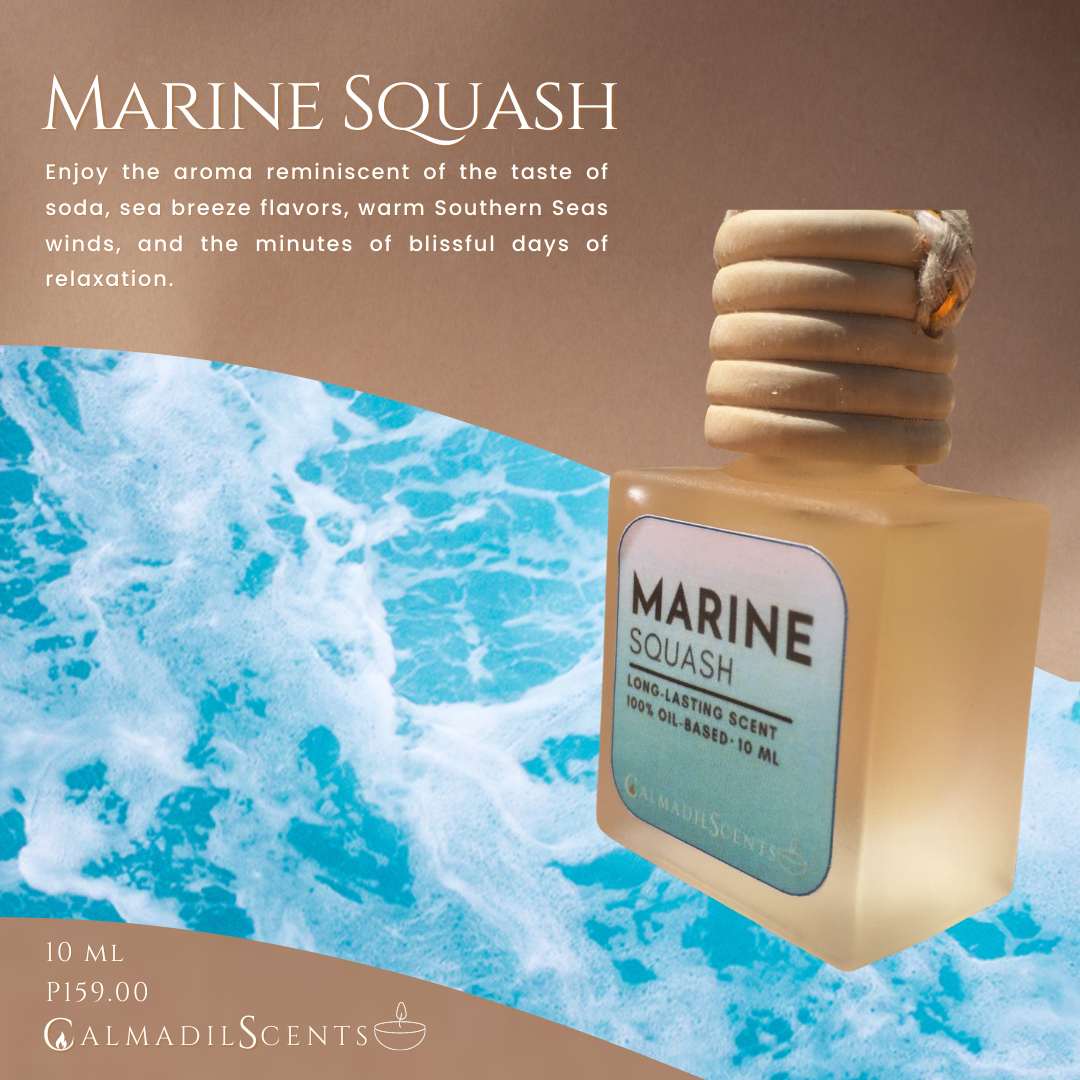 MARINE SQUASH
Enjoy the aroma reminiscent of the taste of
soda, sea breeze flavors, warm Southern Seas
winds, and the minutes of blissful days of
relaxation.
MARINE
SQUASH
LONG-LASTING SCENT
100% OIL-BASED· 10 ML
CALMADILSCENTS
10 ML
P159.00
CALMADILSCENTS